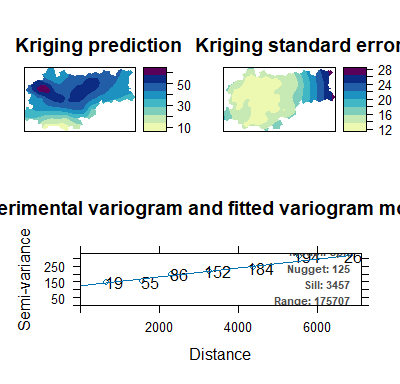 Kriging prediction
Kriging standard error
50
30
10
28
24
20
16
12
erimental variogram and fitted variogram mo
Semi-variance
250
150
50
19
55
86
152
184
194
26
Nugget: 125
Sill: 3457
Range: 175707
2000
4000
6000
Distance